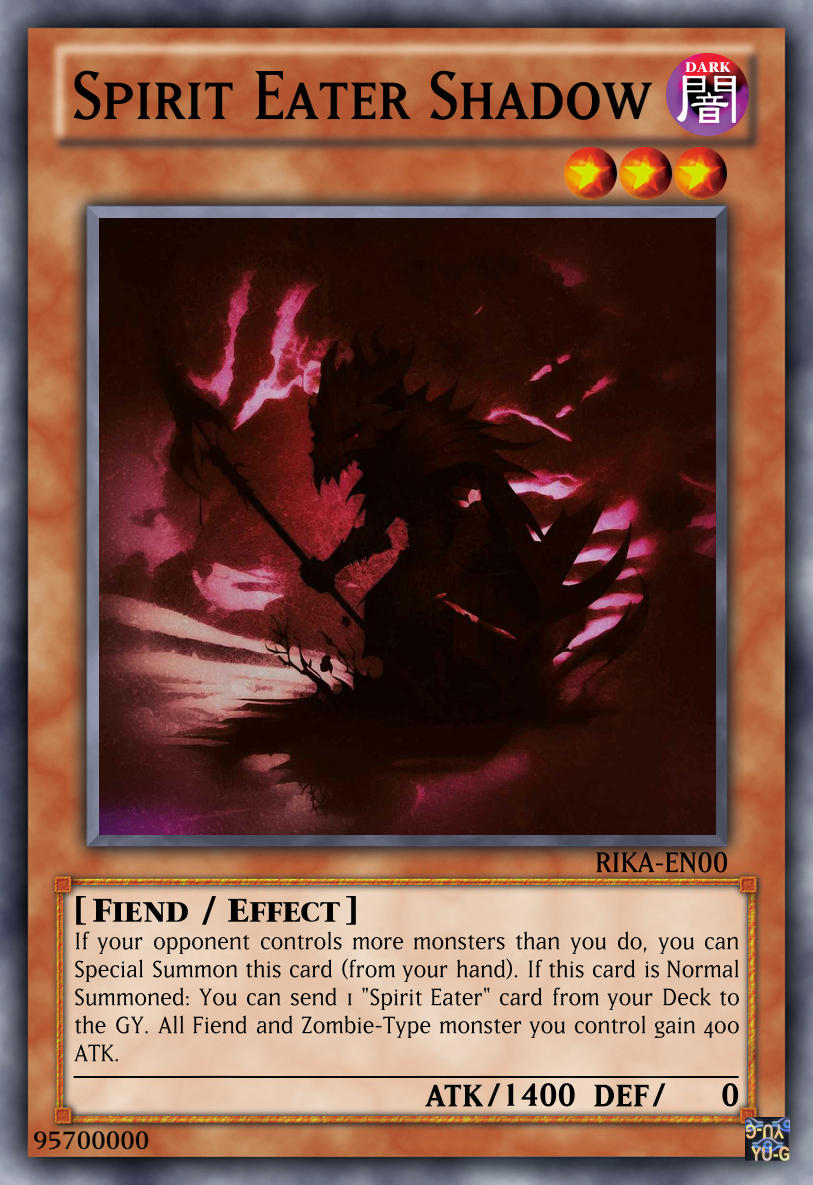 Spirit Eater Shadow
DARK
闇
RIKA-EN00
[ Fiend / Effect ]
If your opponent controls more monsters than you do, you can
Special Summon this card (from your hand). If this card is Normal
Summoned: You can send 1 "Spirit Eater" card from your Deck to
the GY. All Fiend and Zombie-Type monster you control gain 400
ATK.
ATK/1400 DEF/ 0
95700000
YU-G
YU-G